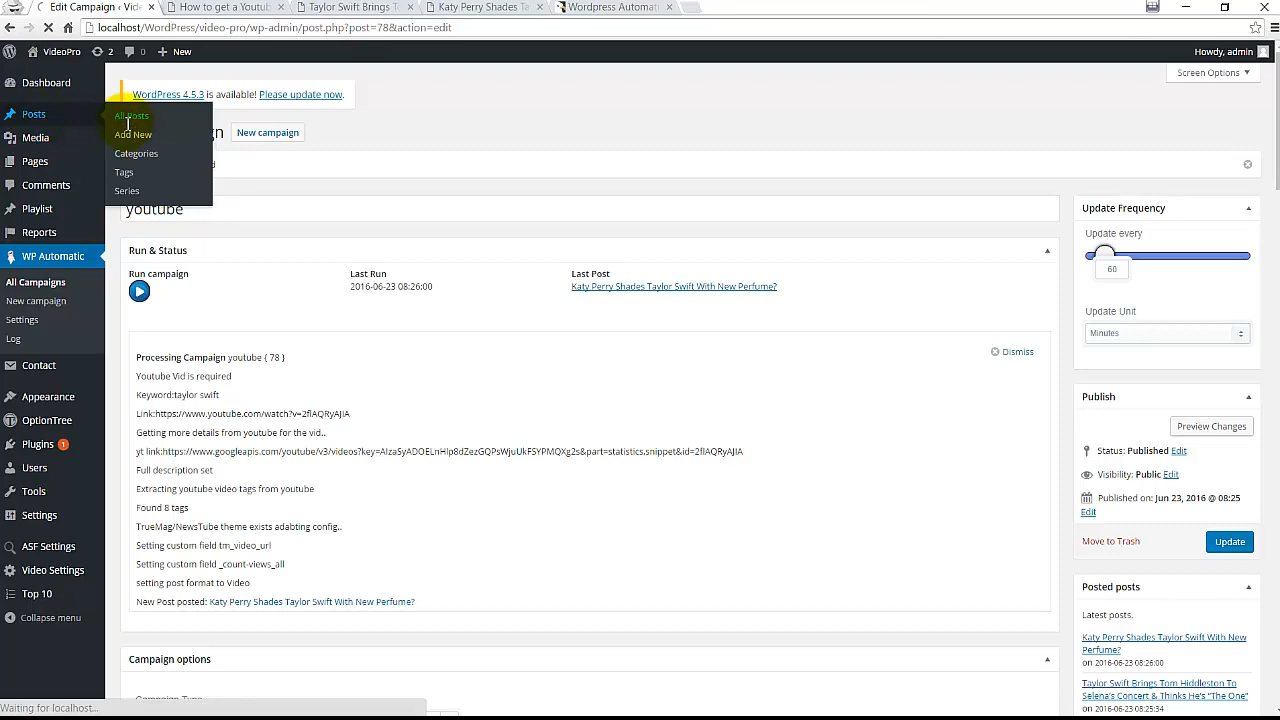 Edit Campaign ‹ Video
How to get a Youtub
Taylor Swift Brings T
Katy Perry Shades Ta
Wordpress Automati
localhost/WordPress/video-pro/wp-admin/post.php?post=78&action=edit
VideoPro 2 0 New
Howdy, admin
Screen Options
Dashboard
Posts
Media
Pages
Comments
Playlist
Reports
WP Automatic
All Campaigns
New campaign
Settings
Log
Contact
Appearance
OptionTree
Plugins 1
Users
Tools
Settings
ASF Settings
Video Settings
Top 10
Collapse menu
All Posts
Add New
Categories
Tags
Series
WordPress 4.5.3 is available! Please update now.
New campaign
youtube
Run & Status
Run campaign
Last Run
2016-06-23 08:26:00
Last Post
Katy Perry Shades Taylor Swift With New Perfume?
Dismiss
Processing Campaign youtube { 78 }
Youtube Vid is required
Keyword:taylor swift
Link:https://www.youtube.com/watch?v=2flAQRyAJIA
Getting more details from youtube for the vid..
yt link:https://www.googleapis.com/youtube/v3/videos?key=AIzaSyADOELnHlp8dZezGQPsWjuUkFSYPMQXg2s&part=statistics,snippet&id=2flAQRyAJIA
Full description set
Extracting youtube video tags from youtube
Found 8 tags
TrueMag/NewsTube theme exists adabting config..
Setting custom field tm_video_url
Setting custom field _count-views_all
setting post format to Video
New Post posted: Katy Perry Shades Taylor Swift With New Perfume?
Campaign options
Campaign Type
Update Frequency
Update every
60
Update Unit
Minutes
Publish
Preview Changes
Status: Published Edit
Visibility: Public Edit
Published on: Jun 23, 2016 @ 08:25
Edit
Move to Trash
Update
Posted posts
Latest posts.
Katy Perry Shades Taylor Swift With New
Perfume?
on 2016-06-23 08:26:00
Taylor Swift Brings Tom Hiddleston To
Selena's Concert & Thinks He's "The One"
on 2016-06-23 08:25:34
Waiting for localhost...